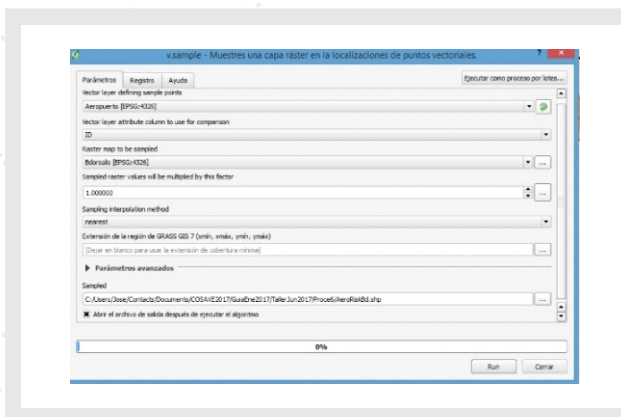 v.sample - Muestres una capa ráster en la localizaciones de puntos vectoriales.
Parámetros Registro Ayuda Ejecutar como proceso por lotes...
Vector layer defining sample points
Aeropuerto [EPSG:4326]
Vector layer attribute column to use for comparison
ID
Raster map to be sampled
Bdorsalis [EPSG:4326]
Sampled raster values will be multiplied by this factor
1.000000
Sampling interpolation method
nearest
Extensión de la región de GRASS GIS 7 (xmín, xmáx, ymín, ymáx)
[Dejar en blanco para usar la extensión de cobertura mínima]
Parámetros avanzados
Sampled
C:/Users/Jose/Contacts/Documents/COSAVE2017/GuiaEne2017/TallerJun2017/Proce6/AeroRiskBd.shp
Abrir el archivo de salida después de ejecutar el algoritmo
0%
Run Cerrar